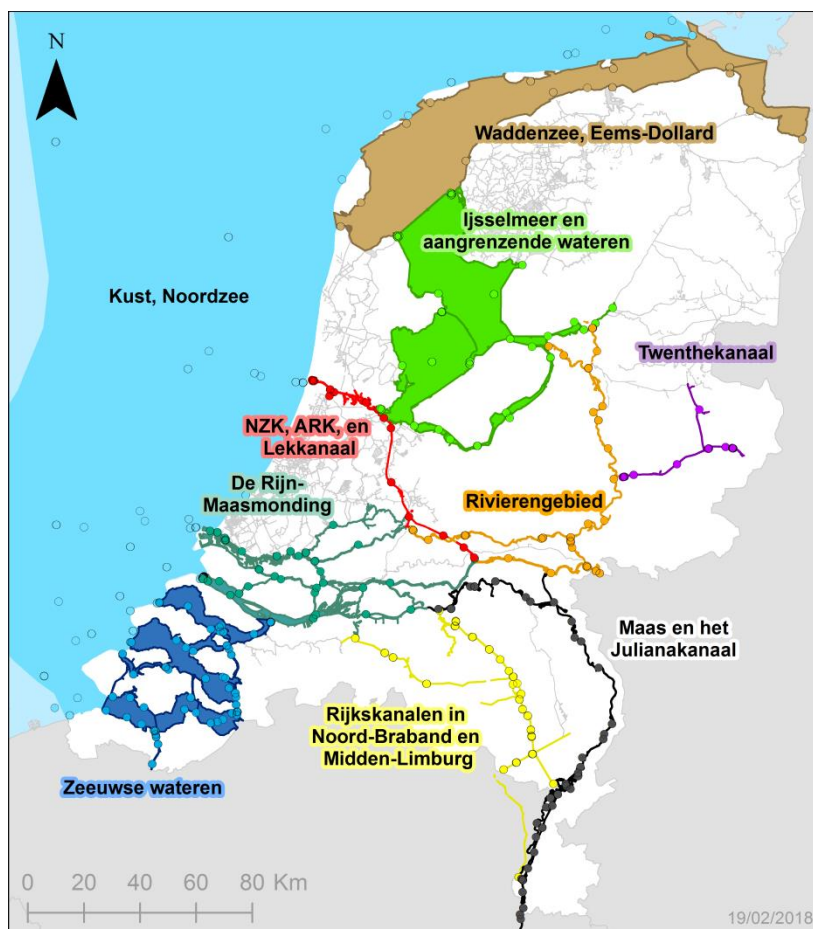 N
Waddenzee, Eems-Dollard
Ijsselmeer en
aangrenzende wateren
Kust, Noordzee
Twenthekanaal
NZK, ARK, en
Lekkanaal
De Rijn-
Maasmonding
Rivierengebied
Maas en het
Julianakanaal
Rijkskanalen in
Noord-Braband en
Midden-Limburg
Zeeuwse wateren
0 20 40 60 80 Km
19/02/2018